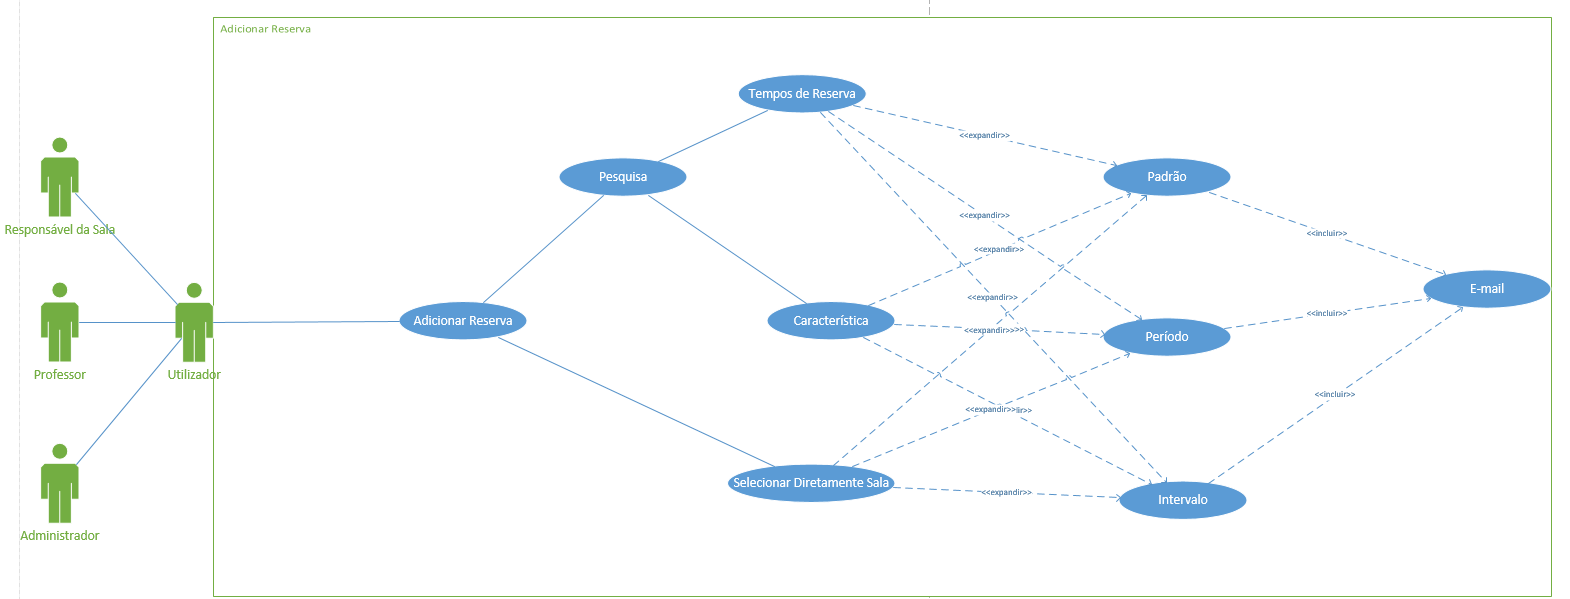 Adicionar Reserva
Tempos de Reserva
<<expandir>>
Pesquisa
Padrão
<<expandir>>
Responsável da Sala
<<incluir>>
<<expandir>>
E-mail
<<expandir>>
<<incluir>>
Adicionar Reserva
Característica
<<expandir>>
Período
Professor
Utilizador
<<incluir>>
<<expandir>>
Selecionar Diretamente Sala
<<expandir>>
Intervalo
Administrador